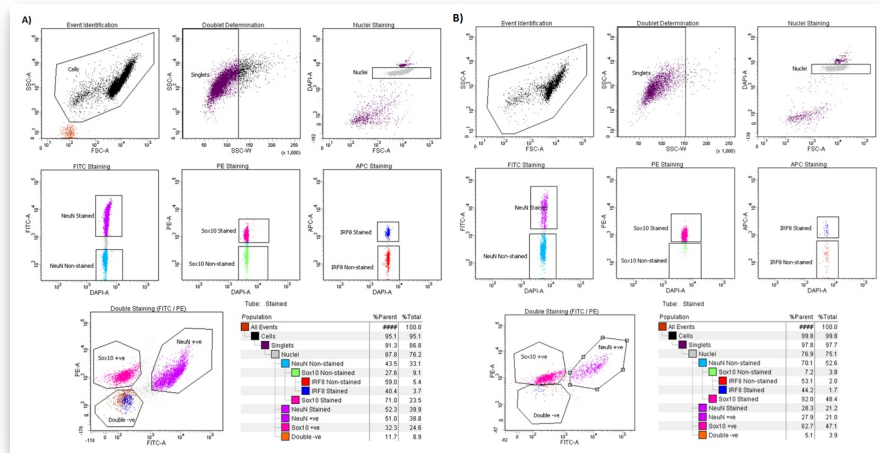 A)
Event Identification
SSC-A
Cells
FSC-A
Doublet Determination
SSC-A
Singlets
SSC-W
(x 1,000)
Nuclei Staining
DAPI-A
Nuclei
FSC-A
FITC Staining
FITC-A
NeuN Stained
NeuN Non-stained
DAPI-A
PE Staining
PE-A
Sox10 Stained
Sox10 Non-stained
DAPI-A
APC Staining
APC-A
IRF8 Stained
IRF8 Non-stained
DAPI-A
Double Staining (FITC / PE)
PE-A
Sox10 +ve
NeuN +ve
Double -ve
FITC-A
Tube: Stained
Population %Parent %Total
All Events #### 100.0
Cells 95.1 95.1
Singlets 91.3 86.8
Nuclei 87.8 76.2
NeuN Non-stained 43.5 33.1
Sox10 Non-stained 27.6 9.1
IRF8 Non-stained 59.0 5.4
IRF8 Stained 40.4 3.7
Sox10 Stained 71.0 23.5
NeuN Stained 52.3 39.9
NeuN +ve 51.0 38.8
Sox10 +ve 32.3 24.6
Double -ve 11.7 8.9
B)
Event Identification
SSC-A
FSC-A
Doublet Determination
SSC-A
Singlets
SSC-W
(x 1,000)
Nuclei Staining
DAPI-A
Nuclei
FSC-A
FITC Staining
FITC-A
NeuN Stained
NeuN Non-stained
DAPI-A
PE Staining
PE-A
Sox10 Stained
Sox10 Non-stained
DAPI-A
APC Staining
APC-A
IRF8 Stained
IRF8 Non-stained
DAPI-A
Double Staining (FITC / PE)
PE-A
Sox10 +ve
NeuN +ve
Double -ve
FITC-A
Tube: Stained
Population %Parent %Total
All Events #### 100.0
Cells 99.8 99.8
Singlets 97.8 97.7
Nuclei 76.9 75.1
NeuN Non-stained 70.1 52.6
Sox10 Non-stained 7.2 3.8
IRF8 Non-stained 53.1 2.0
IRF8 Stained 44.2 1.7
Sox10 Stained 92.0 48.4
NeuN Stained 28.3 21.2
NeuN +ve 27.9 21.0
Sox10 +ve 62.7 47.1
Double -ve 5.1 3.9